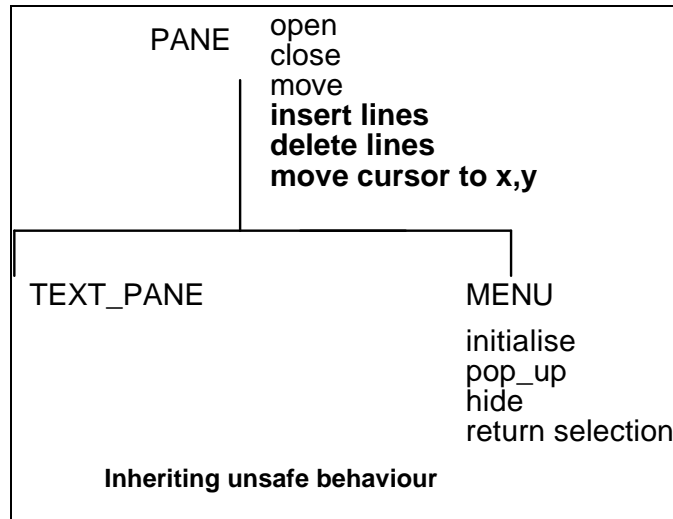 PANE
open
close
move
insert lines
delete lines
move cursor to x,y
TEXT_PANE
MENU
initialise
pop_up
hide
return selection
Inheriting unsafe behaviour